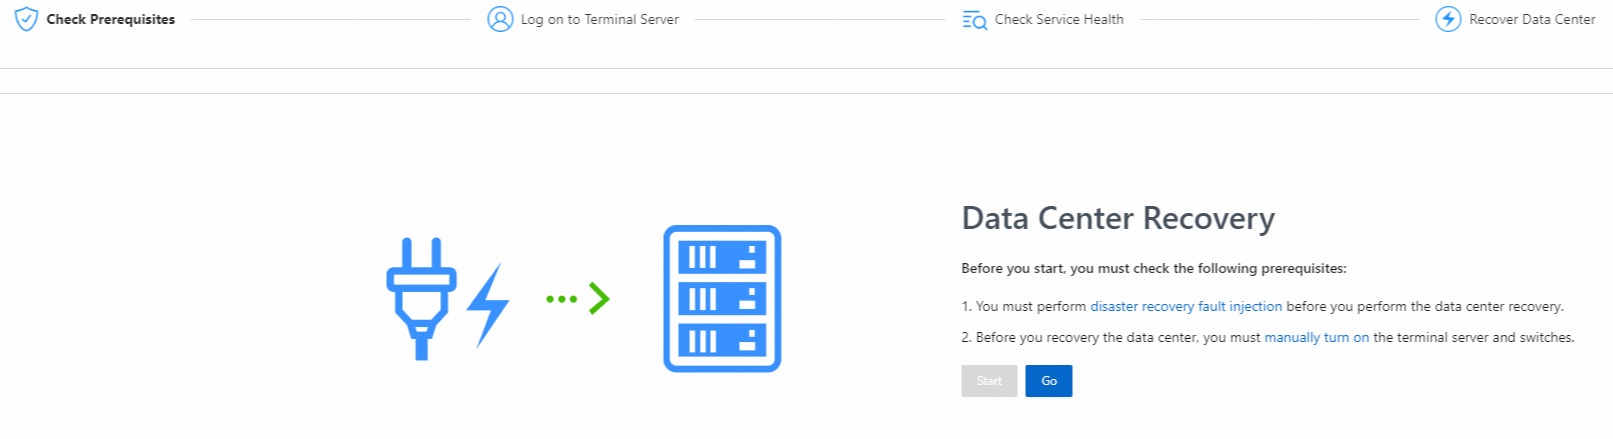 Check Prerequisites
Log on to Terminal Server
Check Service Health
Recover Data Center
Data Center Recovery
Before you start, you must check the following prerequisites:
1. You must perform disaster recovery fault injection before you perform the data center recovery.
2. Before you recovery the data center, you must manually turn on the terminal server and switches.
Start
Go